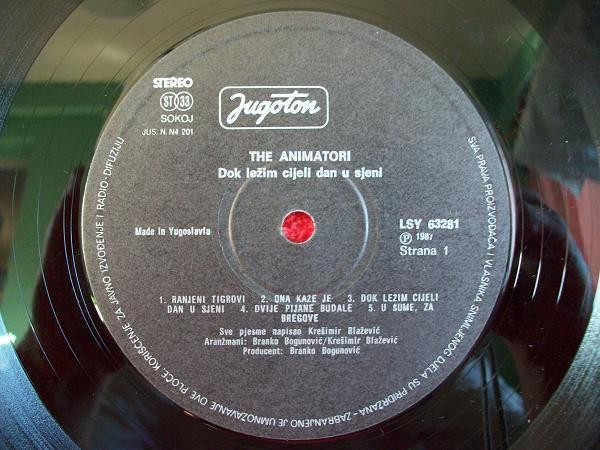 STEREO
ST 33
SOKOJ
JUS. N. N4 201
Jugoton
THE ANIMATORI
Dok ležim cijeli dan u sjeni
Made in Yugoslavia
LSY 63281
Ⓟ 1987
Strana 1
1. RANJENI TIGROVI 2. ONA KAZE JE 3. DOK LEZIM CIJELI
DAN U SJENI 4. DVIJE PIJANE BUDALE 5. U SUME, ZA
BREGOVE
Sve pjesme napisao Krešimir Blažević
Aranžmani: Branko Bogunović/Krešimir Blažević
Producent: Branko Bogunović
SVA PRAVA PROIZVOĐAČA I VLASNIKA SNIMLJENOG DJELA SU PRIDRŽANA - ZABRANJENO JE UMNOŽAVANJE OVE PLOČE, KORIŠĆENJE ZA JAVNO IZVOĐENJE I RADIO-DIFUZIJU